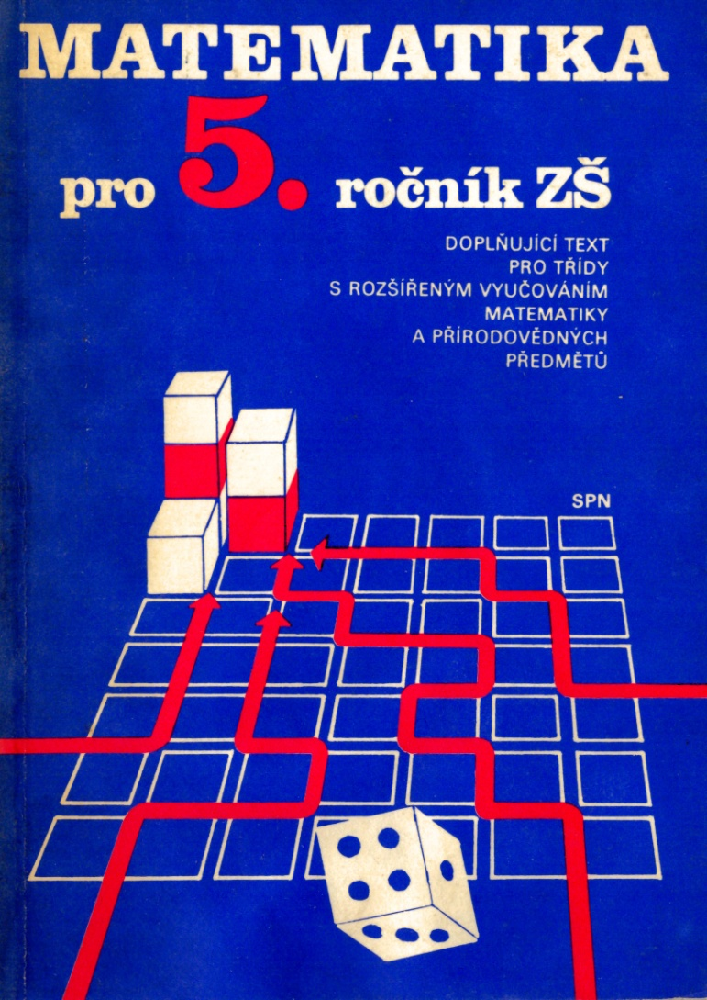 MATEMATIKA
pro 5. ročník ZŠ
DOPLŇUJÍCÍ TEXT
PRO TŘÍDY
S ROZŠÍŘENÝM VYUČOVÁNÍM
MATEMATIKY
A PŘÍRODOVĚDNÝCH
PŘEDMĚTŮ
SPN